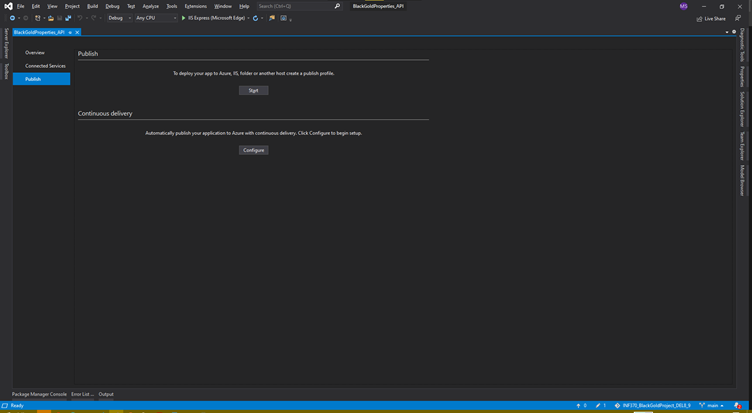 File Edit View Project Build Debug Test Analyze Tools Extensions Window Help Search (Ctrl+Q) BlackGoldProperties_API MS
Debug Any CPU IIS Express (Microsoft Edge) Live Share
BlackGoldProperties_API
Server Explorer
Toolbox
Overview
Connected Services
Publish
Publish
To deploy your app to Azure, IIS, folder or another host create a publish profile.
Start
Continuous delivery
Automatically publish your application to Azure with continuous delivery. Click Configure to begin setup.
Configure
Diagnostic Tools
Properties
Solution Explorer
Team Explorer
Model Browser
Package Manager Console Error List ... Output
Ready 0 1 INF370_BlackGoldProject_DEL8_9 main